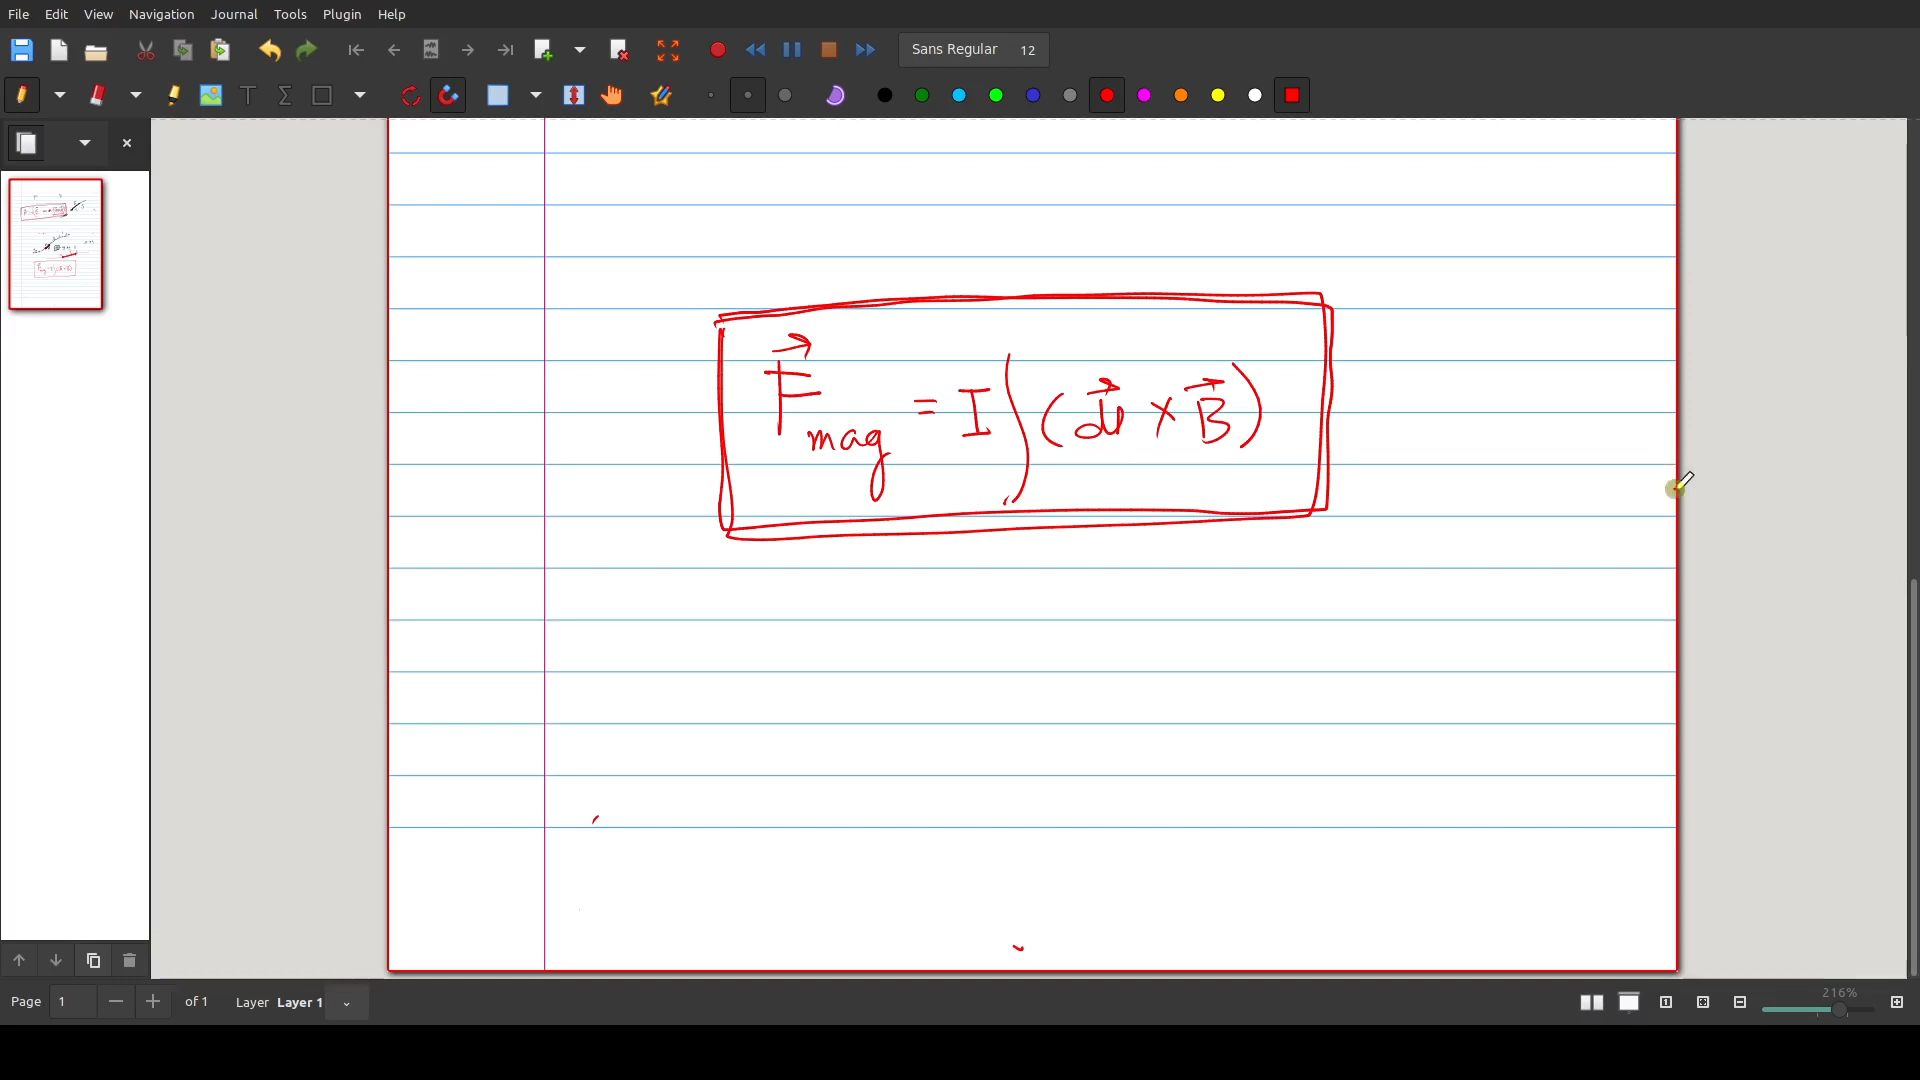 File Edit View Navigation Journal Tools Plugin Help
Sans Regular 12
F⃗mag = I∫(dl⃗ × B⃗)
216%
Page 1 of 1 Layer Layer 1